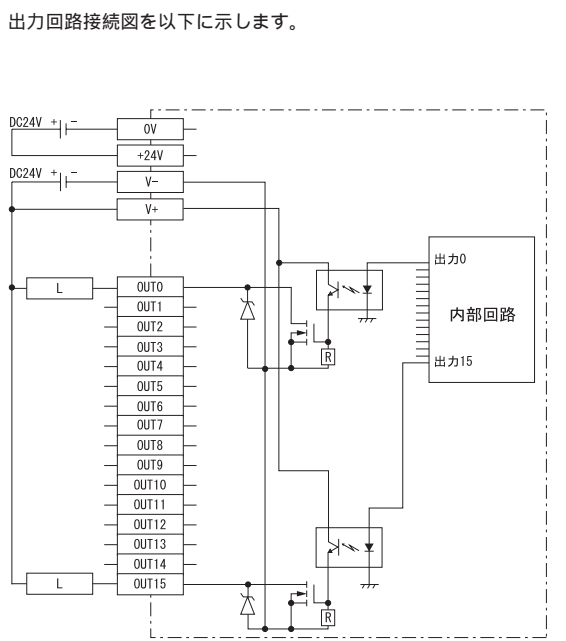 出力回路接続図を以下に示します。
DC24V + −
0V
+24V
DC24V + −
V−
V+
出力0
L
OUT0
OUT1
内部回路
OUT2
OUT3
R
OUT4
出力15
OUT5
OUT6
OUT7
OUT8
OUT9
OUT10
OUT11
OUT12
OUT13
OUT14
L
OUT15
R